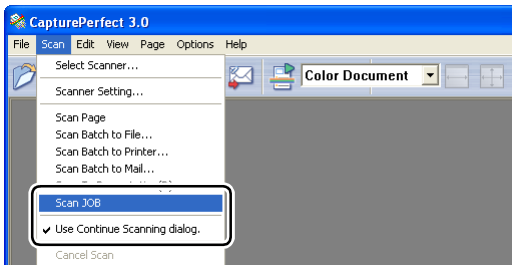 CapturePerfect 3.0
File Scan Edit View Page Options Help
Color Document
Select Scanner...
Scanner Setting...
Scan Page
Scan Batch to File...
Scan Batch to Printer...
Scan Batch to Mail...
Scan JOB
✓ Use Continue Scanning dialog.
Cancel Scan